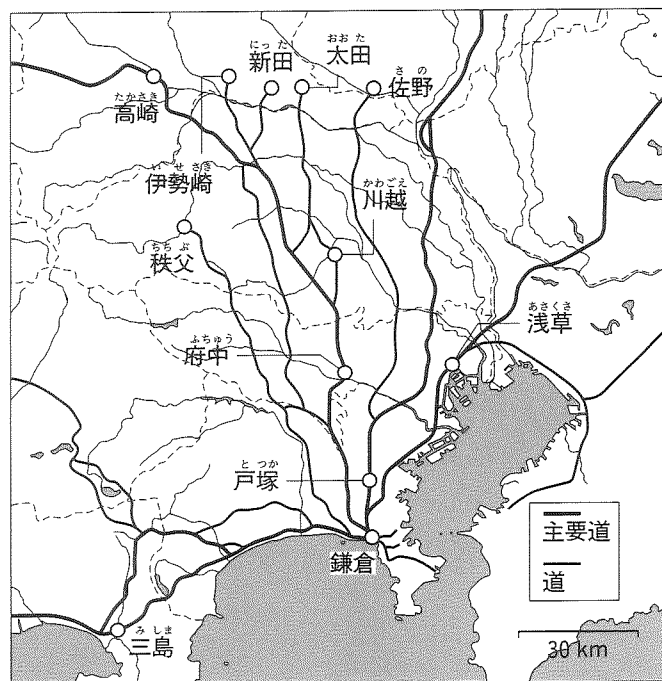 にった
新田
おおた
太田
さの
佐野
たかさき
高崎
いせさき
伊勢崎
かわごえ
川越
ちちぶ
秩父
あさくさ
浅草
ふちゅう
府中
とつか
戸塚
鎌倉
みしま
三島
主要道
道
30 km